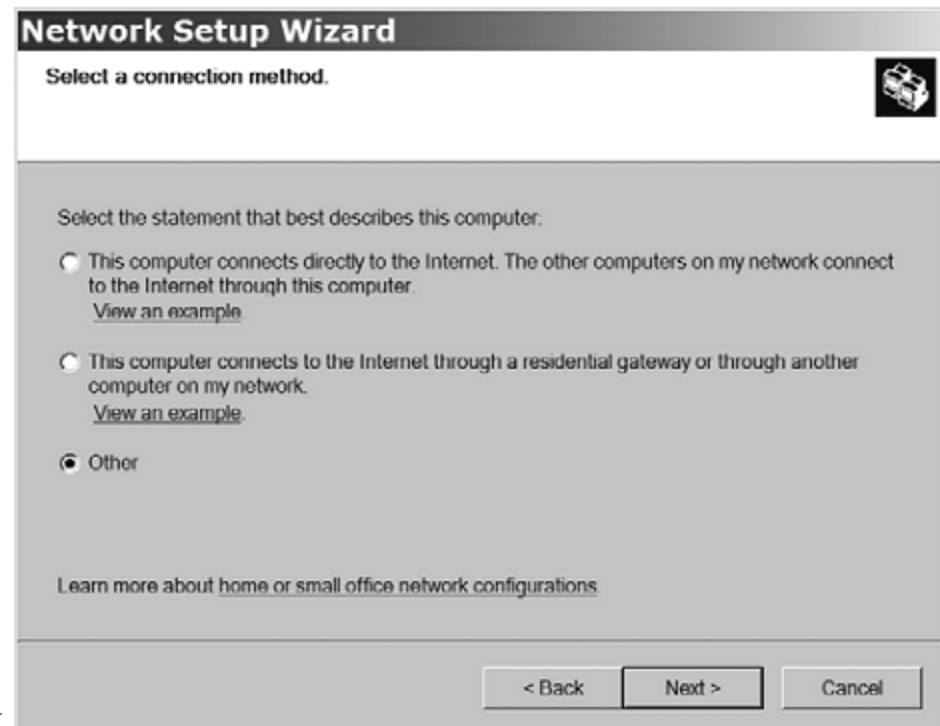 Network Setup Wizard
Select a connection method.
Select the statement that best describes this computer:
This computer connects directly to the Internet. The other computers on my network connect
to the Internet through this computer.
View an example.
This computer connects to the Internet through a residential gateway or through another
computer on my network.
View an example.
Other
Learn more about home or small office network configurations.
< Back
Next >
Cancel